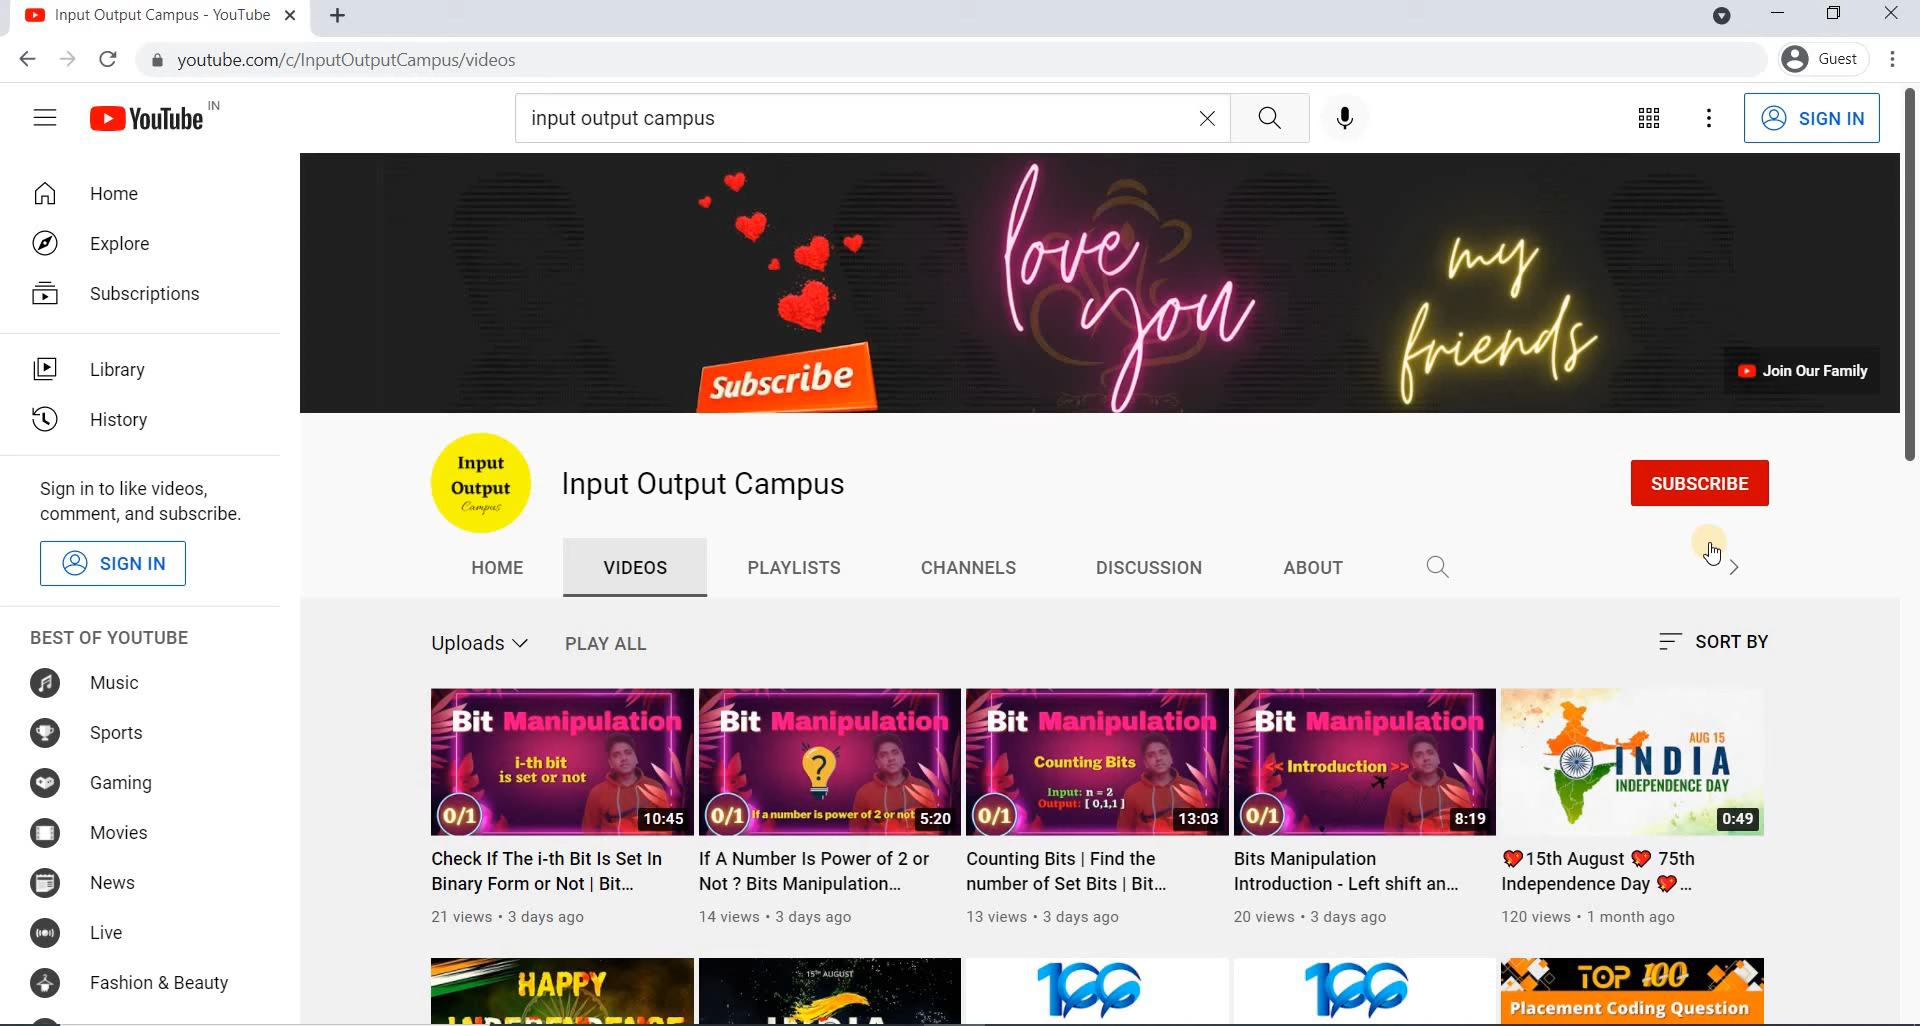 Input Output Campus - YouTube
youtube.com/c/InputOutputCampus/videos
Guest
YouTube IN
input output campus
SIGN IN
Home
Explore
Subscriptions
Library
History
Sign in to like videos,
comment, and subscribe.
SIGN IN
BEST OF YOUTUBE
Music
Sports
Gaming
Movies
News
Live
Fashion & Beauty
Subscribe
love
you
my
friends
Join Our Family
Input
Output
Campus
Input Output Campus
SUBSCRIBE
HOME
VIDEOS
PLAYLISTS
CHANNELS
DISCUSSION
ABOUT
Uploads
PLAY ALL
SORT BY
Bit Manipulation
i-th bit
is set or not
0/1
10:45
Check If The i-th Bit Is Set In
Binary Form or Not | Bit...
21 views • 3 days ago
Bit Manipulation
?
If a number is power of 2 or not
0/1
5:20
If A Number Is Power of 2 or
Not ? Bits Manipulation...
14 views • 3 days ago
Bit Manipulation
Counting Bits
Input: n = 2
Output: [ 0,1,1 ]
0/1
13:03
Counting Bits | Find the
number of Set Bits | Bit...
13 views • 3 days ago
Bit Manipulation
<< Introduction >>
0/1
8:19
Bits Manipulation
Introduction - Left shift an...
20 views • 3 days ago
AUG 15
INDIA
INDEPENDENCE DAY
0:49
💖15th August 💖 75th
Independence Day 💖...
120 views • 1 month ago
HAPPY
INDEPENDENCE
15TH AUGUST
INDIA
100
100
TOP 100
Placement Coding Question